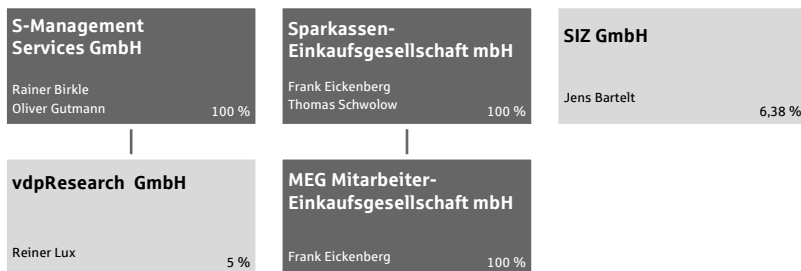 S-Management
Services GmbH
Rainer Birkle
Oliver Gutmann
100 %
Sparkassen-
Einkaufsgesellschaft mbH
Frank Eickenberg
Thomas Schwolow
100 %
SIZ GmbH
Jens Bartelt
6,38 %
vdpResearch GmbH
Reiner Lux
5 %
MEG Mitarbeiter-
Einkaufsgesellschaft mbH
Frank Eickenberg
100 %